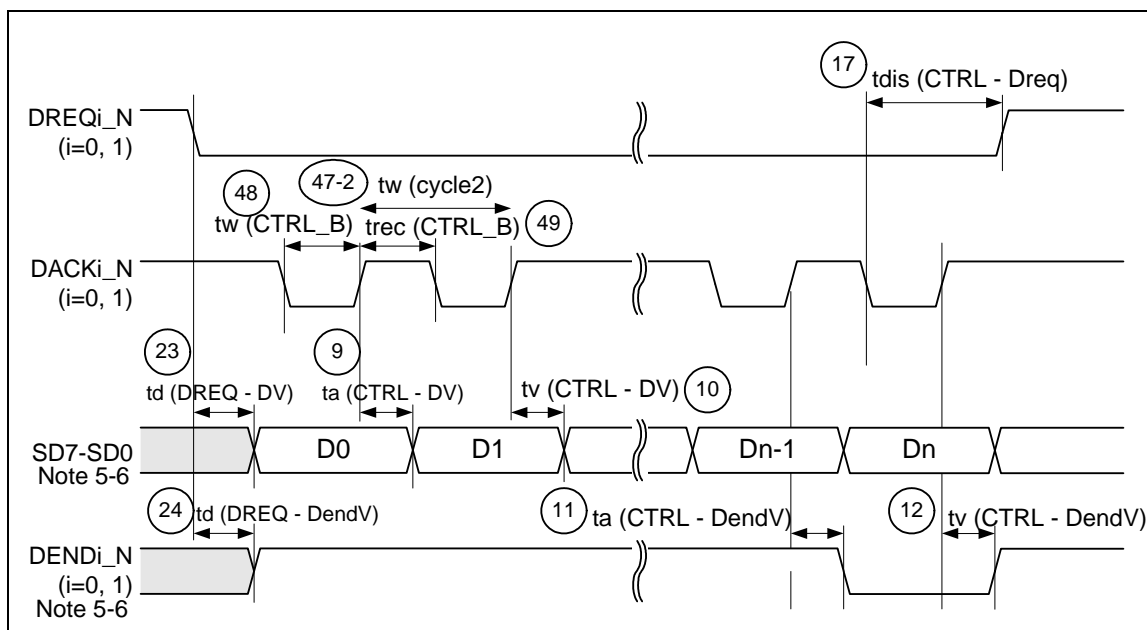 17 tdis (CTRL - Dreq)
DREQi_N
(i=0, 1)
47-2 tw (cycle2)
48
tw (CTRL_B) trec (CTRL_B) 49
DACKi_N
(i=0, 1)
23 9
td (DREQ - DV) ta (CTRL - DV) tv (CTRL - DV) 10
SD7-SD0 D0 D1 Dn-1 Dn
Note 5-6
24 td (DREQ - DendV) 11 ta (CTRL - DendV) 12 tv (CTRL - DendV)
DENDi_N
(i=0, 1)
Note 5-6